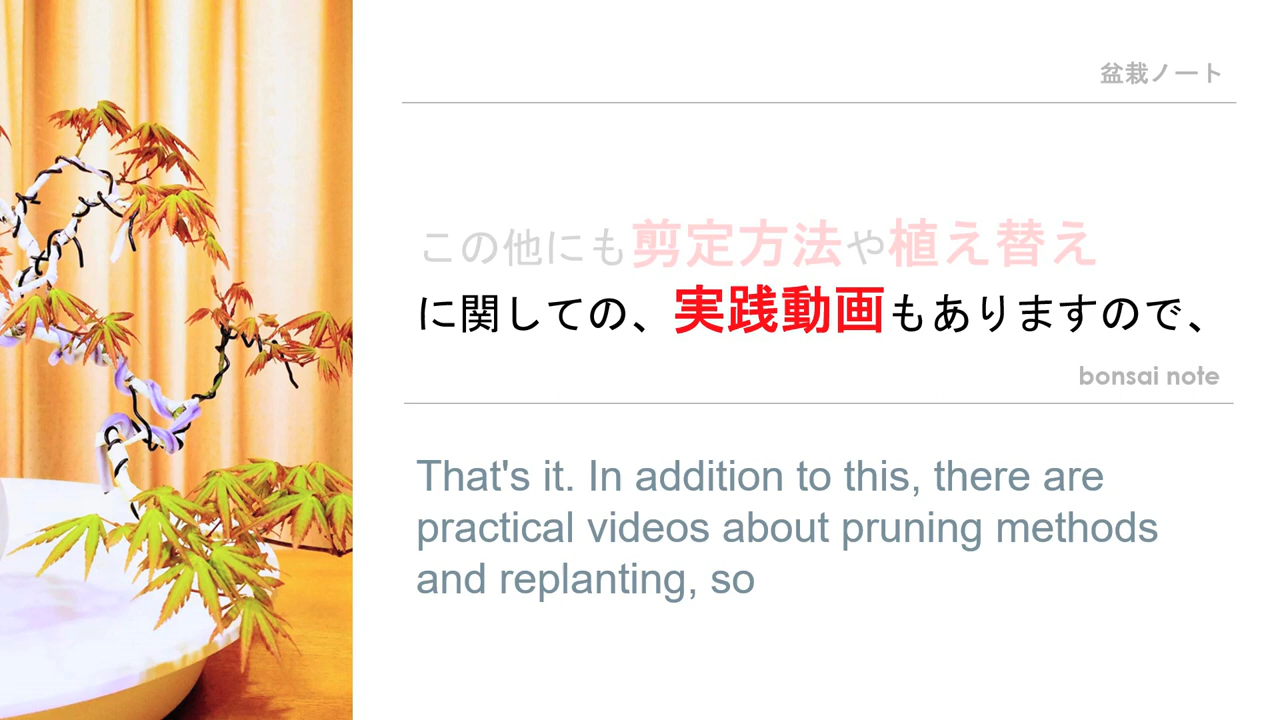 盆栽ノート
この他にも剪定方法や植え替え
に関しての、実践動画もありますので、
bonsai note
That's it. In addition to this, there are
practical videos about pruning methods
and replanting, so